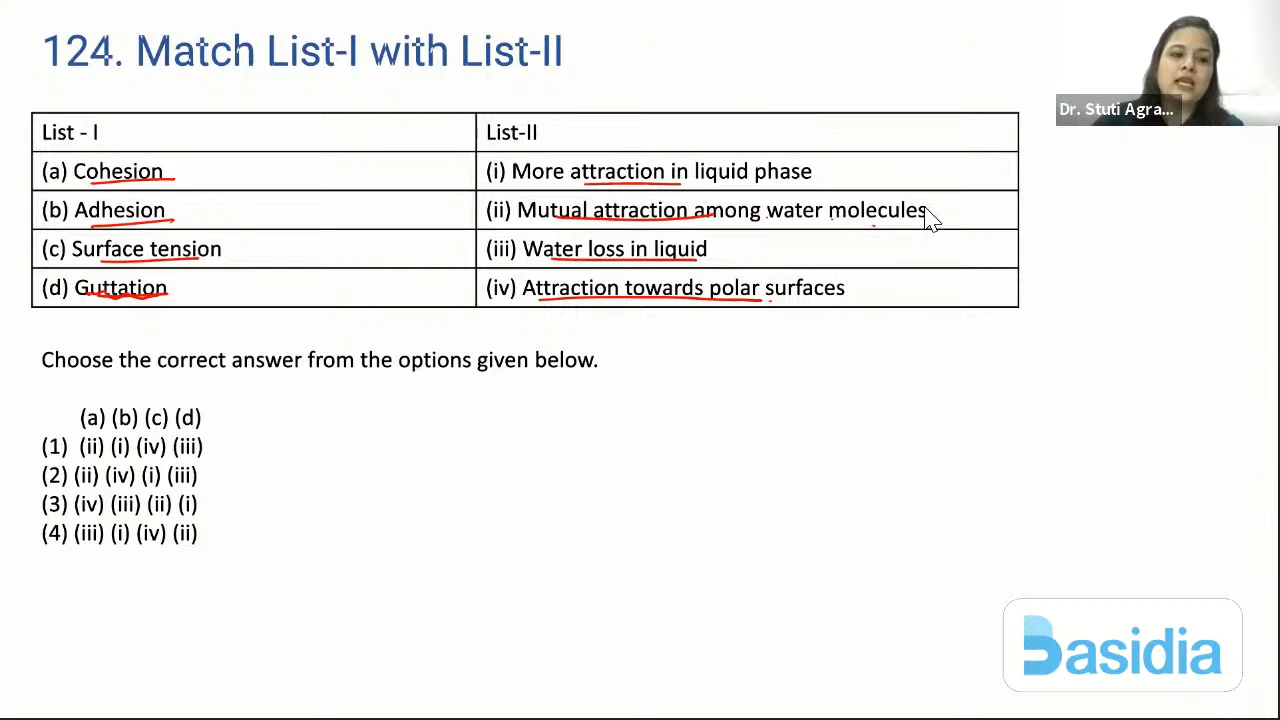 124. Match List-I with List-II
Dr. Stuti Agra...
List - I
List-II
(a) Cohesion
(i) More attraction in liquid phase
(b) Adhesion
(ii) Mutual attraction among water molecules
(c) Surface tension
(iii) Water loss in liquid
(d) Guttation
(iv) Attraction towards polar surfaces
Choose the correct answer from the options given below.
(a) (b) (c) (d)
(1) (ii) (i) (iv) (iii)
(2) (ii) (iv) (i) (iii)
(3) (iv) (iii) (ii) (i)
(4) (iii) (i) (iv) (ii)
Basidia